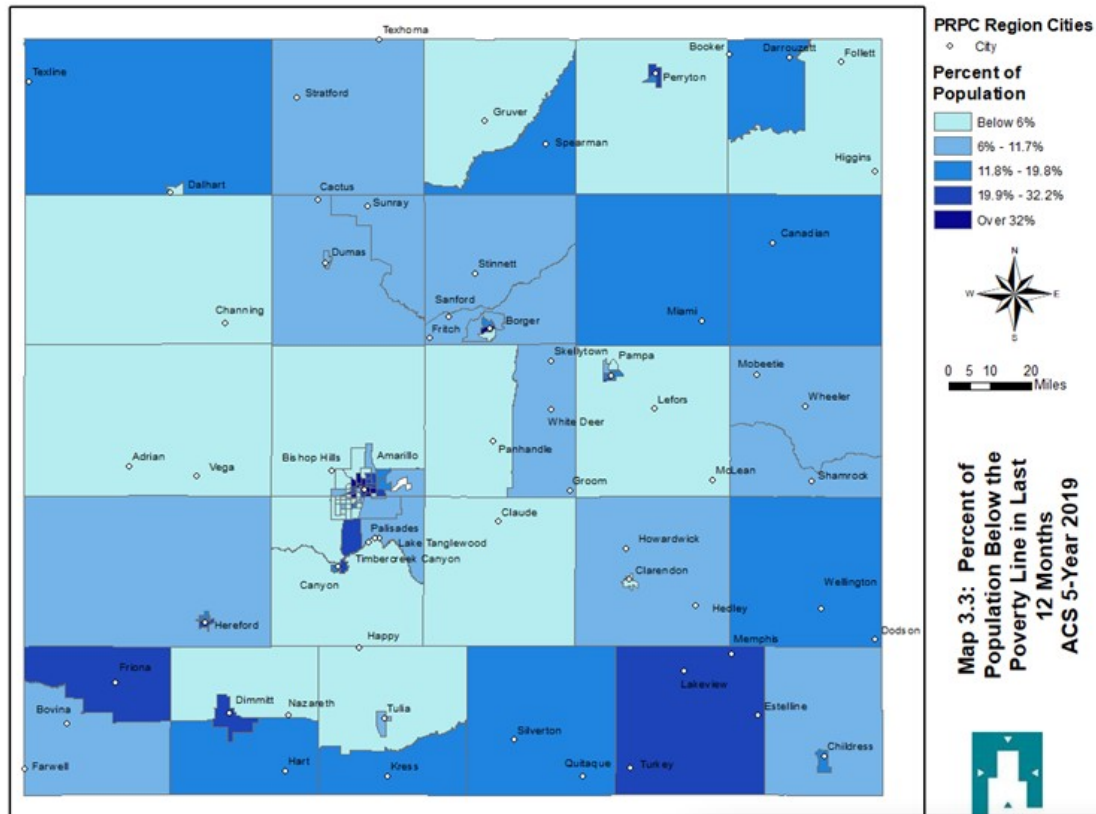 Texhoma
Texline
Stratford
Gruver
Spearman
Booker
Perryton
Darrouzett
Follett
Higgins
Dalhart
Cactus
Sunray
Dumas
Stinnett
Sanford
Fritch
Borger
Canadian
Miami
Channing
Skellytown
Pampa
Mobeetie
Wheeler
Lefors
White Deer
Panhandle
Groom
McLean
Shamrock
Adrian
Vega
Bishop Hills
Amarillo
Claude
Palisades
Lake Tanglewood
Timbercreek Canyon
Canyon
Howardwick
Clarendon
Hedley
Wellington
Dodson
Hereford
Happy
Memphis
Friona
Bovina
Farwell
Dimmitt
Nazareth
Hart
Tulia
Kress
Silverton
Quitaque
Lakeview
Turkey
Estelline
Childress
PRPC Region Cities
City
Percent of
Population
Below 6%
6% - 11.7%
11.8% - 19.8%
19.9% - 32.2%
Over 32%
N
W
E
S
0 5 10 20
Miles
Map 3.3: Percent of
Population Below the
Poverty Line in Last
12 Months
ACS 5-Year 2019